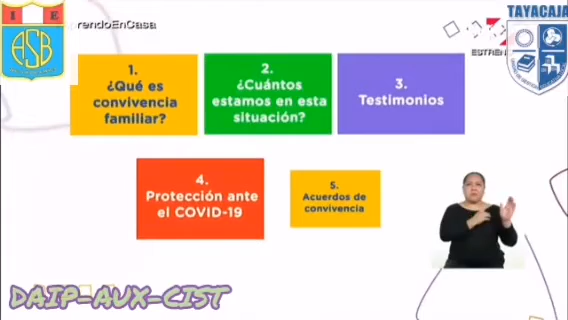 I E
ASB
rendoEnCasa
TAYACAJA
ESTREN
1.
¿Qué es
convivencia
familiar?
2.
¿Cuántos
estamos en esta
situación?
3.
Testimonios
4.
Protección ante
el COVID-19
5.
Acuerdos de
convivencia
DAIP-AUX-CIST